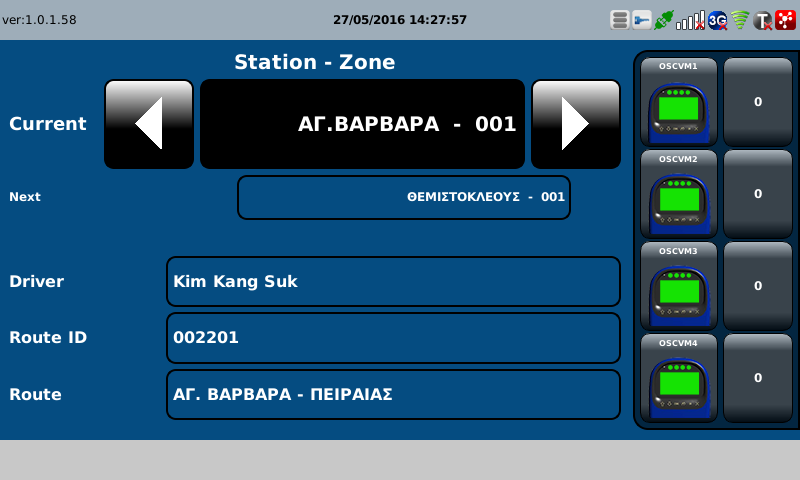 ver:1.0.1.58
27/05/2016 14:27:57
3G
T
Station - Zone
Current
ΑΓ.ΒΑΡΒΑΡΑ - 001
Next
ΘΕΜΙΣΤΟΚΛΕΟΥΣ - 001
Driver
Kim Kang Suk
Route ID
002201
Route
ΑΓ. ΒΑΡΒΑΡΑ - ΠΕΙΡΑΙΑΣ
OSCVM1
0
OSCVM2
0
OSCVM3
0
OSCVM4
0